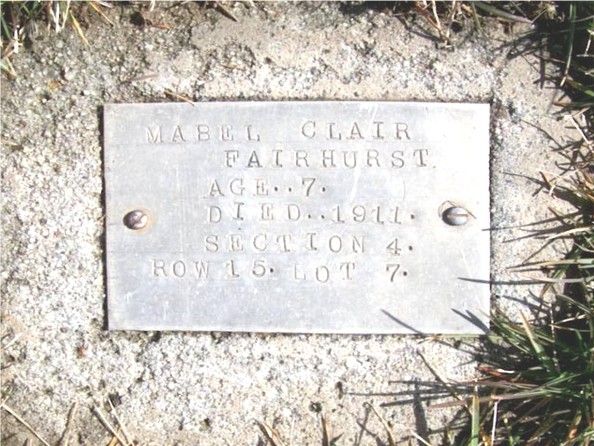 MABEL CLAIR
FAIRHURST
AGE..7.
DIED..1911.
SECTION 4.
ROW 15. LOT 7.